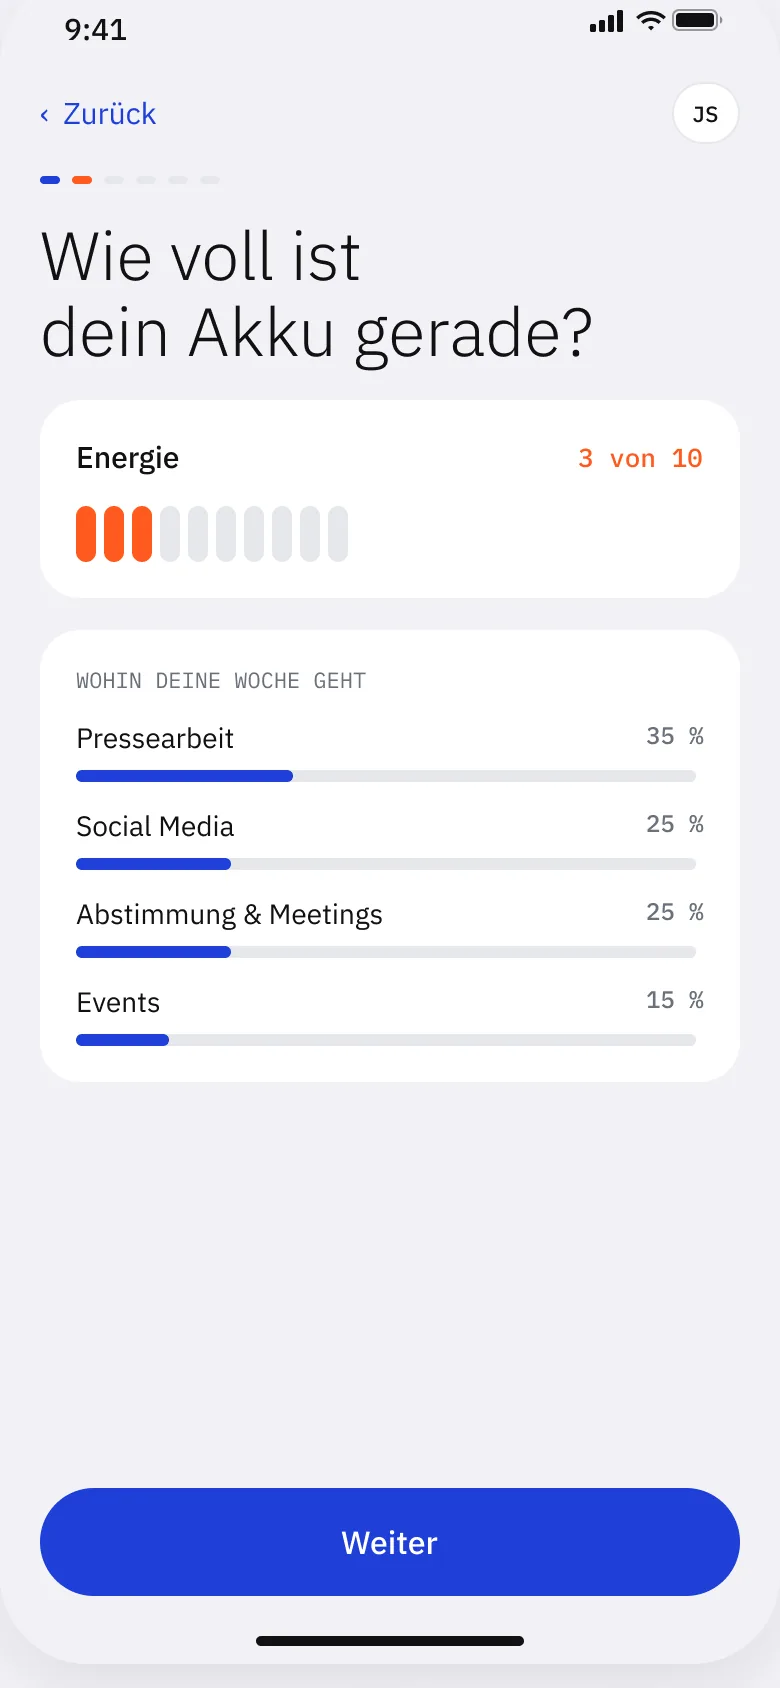 9:41
‹ Zurück
JS
Wie voll ist
dein Akku gerade?
Energie
3 von 10
WOHIN DEINE WOCHE GEHT
Pressearbeit
35 %
Social Media
25 %
Abstimmung & Meetings
25 %
Events
15 %
Weiter